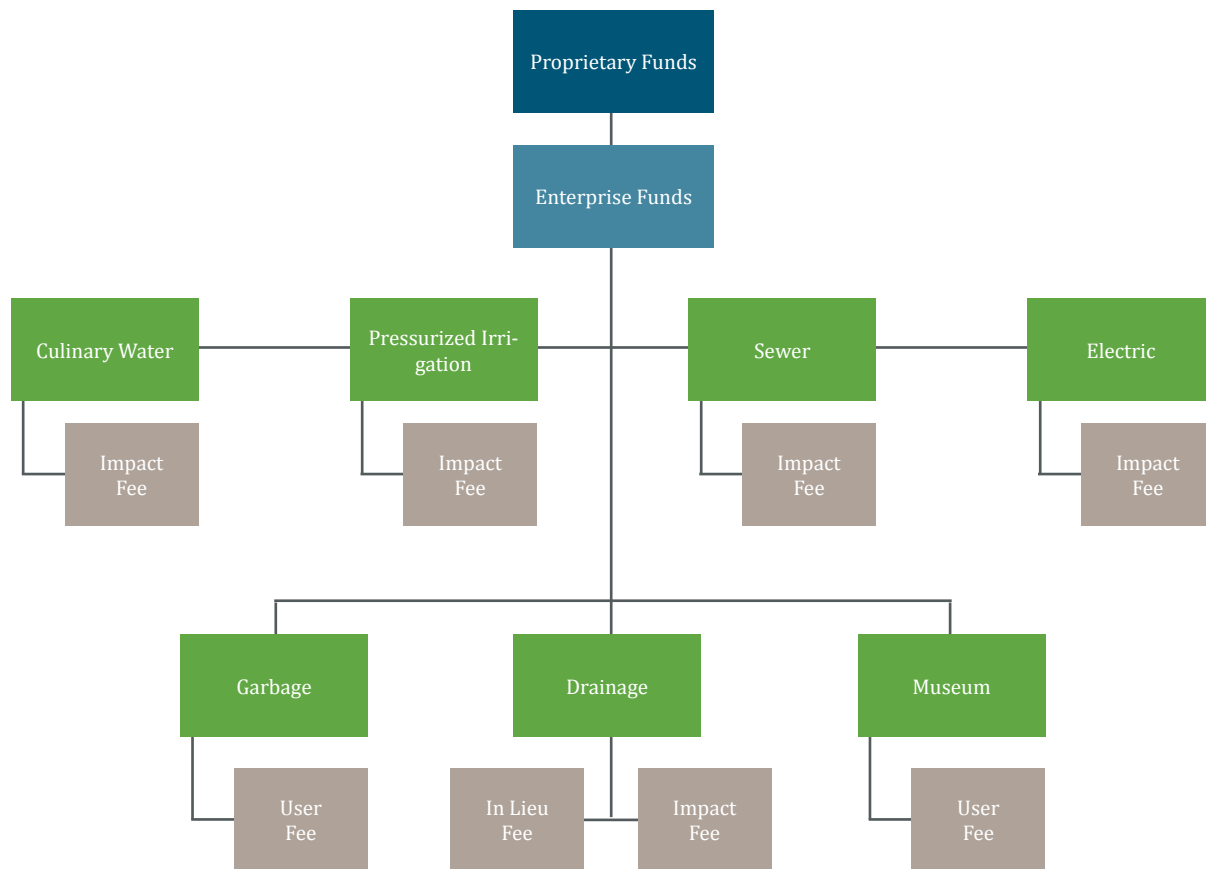 Proprietary Funds
Enterprise Funds
Culinary Water
Pressurized Irri-
gation
Sewer
Electric
Impact
Fee
Impact
Fee
Impact
Fee
Impact
Fee
Garbage
Drainage
Museum
User
Fee
In Lieu
Fee
Impact
Fee
User
Fee